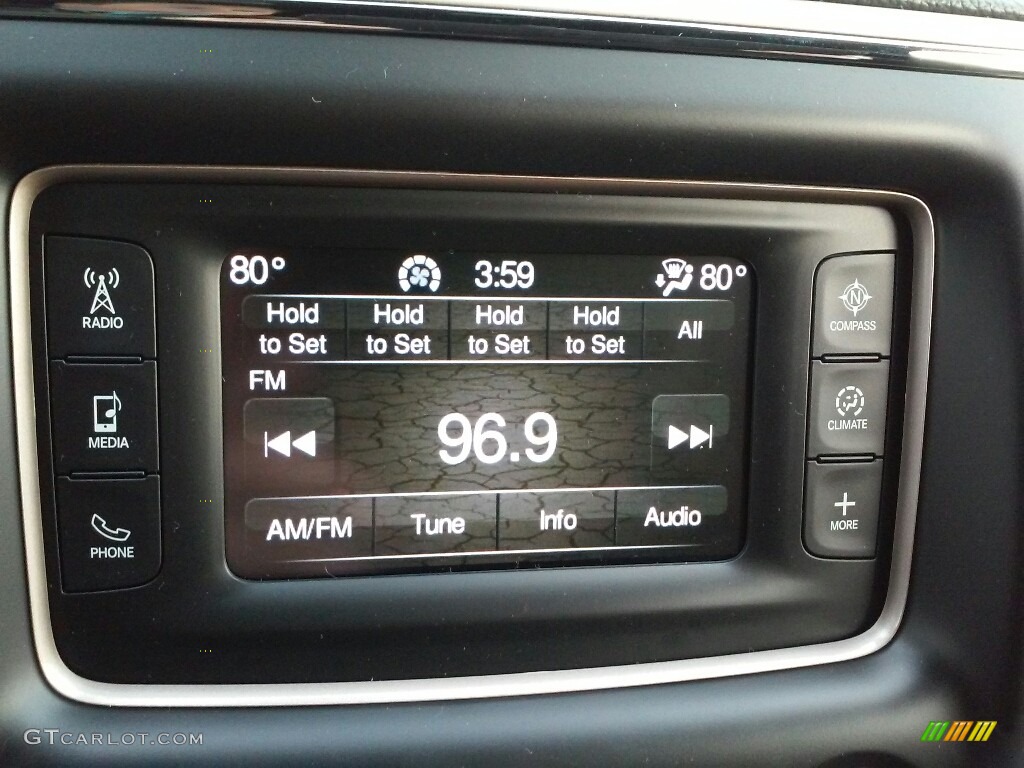 80° 3:59 80°
Hold to Set
Hold to Set
Hold to Set
Hold to Set
All
FM
96.9
AM/FM Tune Info Audio
RADIO
MEDIA
PHONE
N
COMPASS
CLIMATE
MORE
GTCARLOT.COM